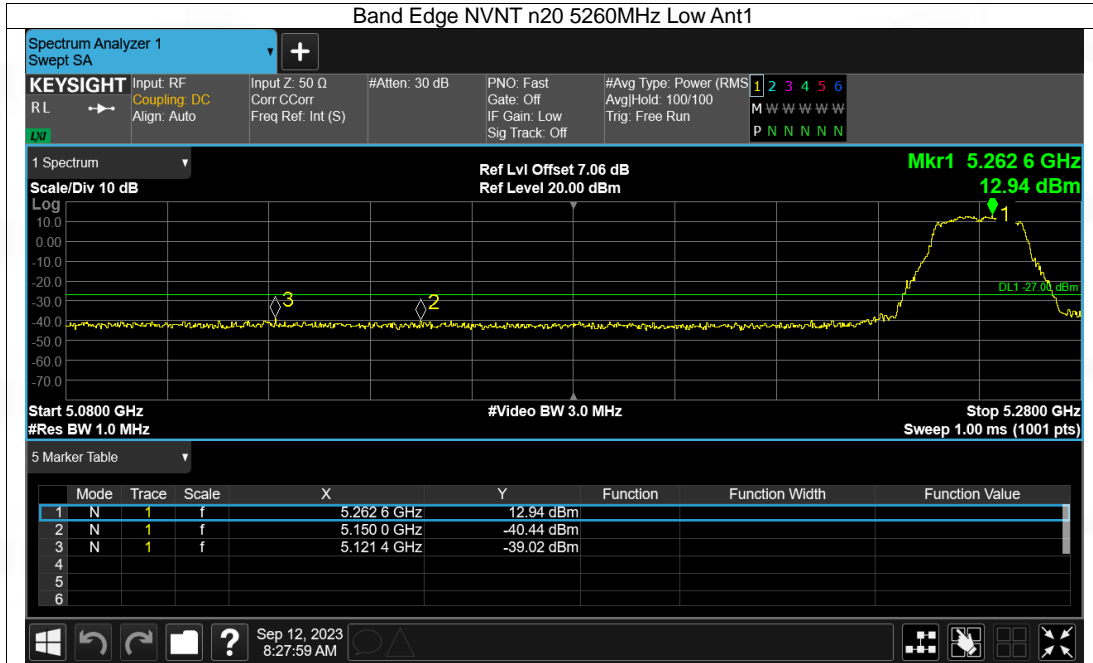 Band Edge NVNT n20 5260MHz Low Ant1
Spectrum Analyzer 1
Swept SA
+
KEYSIGHT
R L
LXI
Input: RF
Coupling: DC
Align: Auto
Input Z: 50 Ω
Corr CCorr
Freq Ref: Int (S)
#Atten: 30 dB
PNO: Fast
Gate: Off
IF Gain: Low
Sig Track: Off
#Avg Type: Power (RMS
Avg|Hold: 100/100
Trig: Free Run
1 2 3 4 5 6
M W W W W W
P N N N N N
1 Spectrum
Scale/Div 10 dB
Ref Lvl Offset 7.06 dB
Ref Level 20.00 dBm
Mkr1 5.262 6 GHz
12.94 dBm
Log
10.0
0.00
-10.0
-20.0
-30.0
-40.0
-50.0
-60.0
-70.0
1
2
3
DL1 -27.00 dBm
Start 5.0800 GHz
#Res BW 1.0 MHz
#Video BW 3.0 MHz
Stop 5.2800 GHz
Sweep 1.00 ms (1001 pts)
5 Marker Table
Mode Trace Scale X Y Function Function Width Function Value
1 N 1 f 5.262 6 GHz 12.94 dBm
2 N 1 f 5.150 0 GHz -40.44 dBm
3 N 1 f 5.121 4 GHz -39.02 dBm
4
5
6
?
Sep 12, 2023
8:27:59 AM